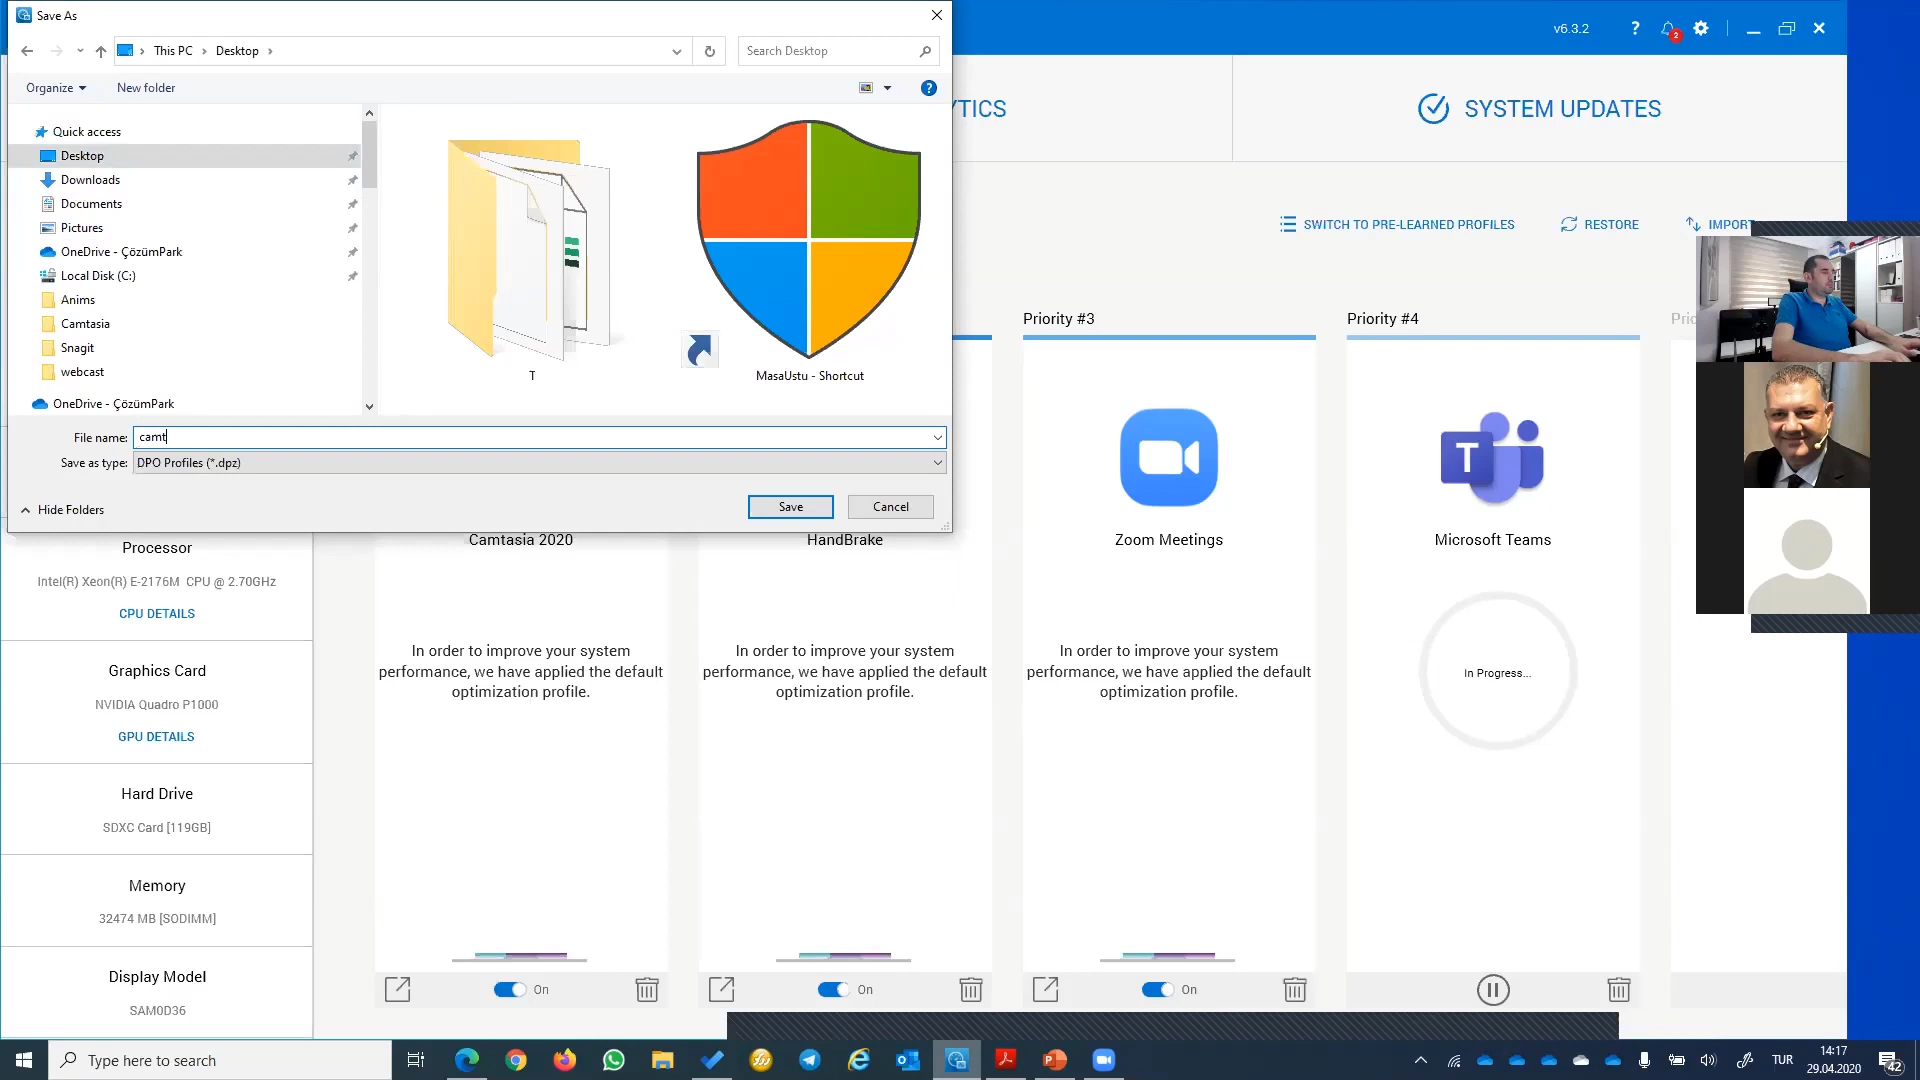 Save As
This PC
Desktop
Search Desktop
Organize
New folder
?
Quick access
Desktop
Downloads
Documents
Pictures
OneDrive - ÇözümPark
Local Disk (C:)
Anims
Camtasia
Snagit
webcast
OneDrive - ÇözümPark
T
MasaUstu - Shortcut
File name: camt
Save as type: DPO Profiles (*.dpz)
Hide Folders
Save
Cancel
v6.3.2
?
2
YTICS
SYSTEM UPDATES
SWITCH TO PRE-LEARNED PROFILES
RESTORE
IMPORT
Priority #3
Priority #4
Prio
Processor
Intel(R) Xeon(R) E-2176M CPU @ 2.70GHz
CPU DETAILS
Graphics Card
NVIDIA Quadro P1000
GPU DETAILS
Hard Drive
SDXC Card [119GB]
Memory
32474 MB [SODIMM]
Display Model
SAM0D36
Camtasia 2020
In order to improve your system
performance, we have applied the default
optimization profile.
On
HandBrake
In order to improve your system
performance, we have applied the default
optimization profile.
On
Zoom Meetings
In order to improve your system
performance, we have applied the default
optimization profile.
On
T
Microsoft Teams
In Progress...
Type here to search
TUR
14:17
29.04.2020
42